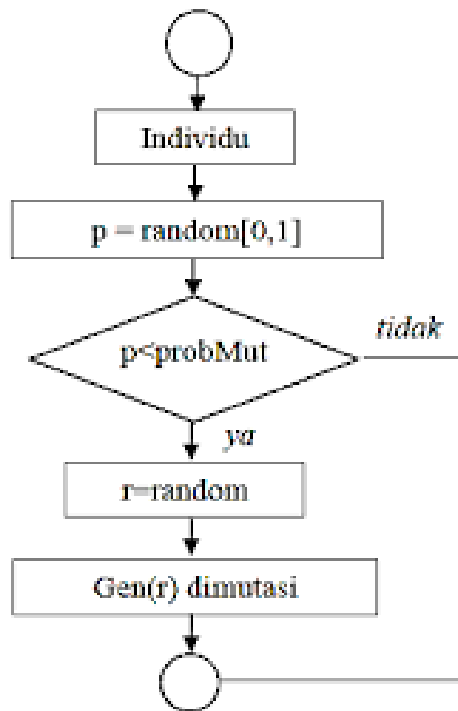 Individu
p = random[0,1]
p<probMut
tidak
ya
r=random
Gen(r) dimutasi